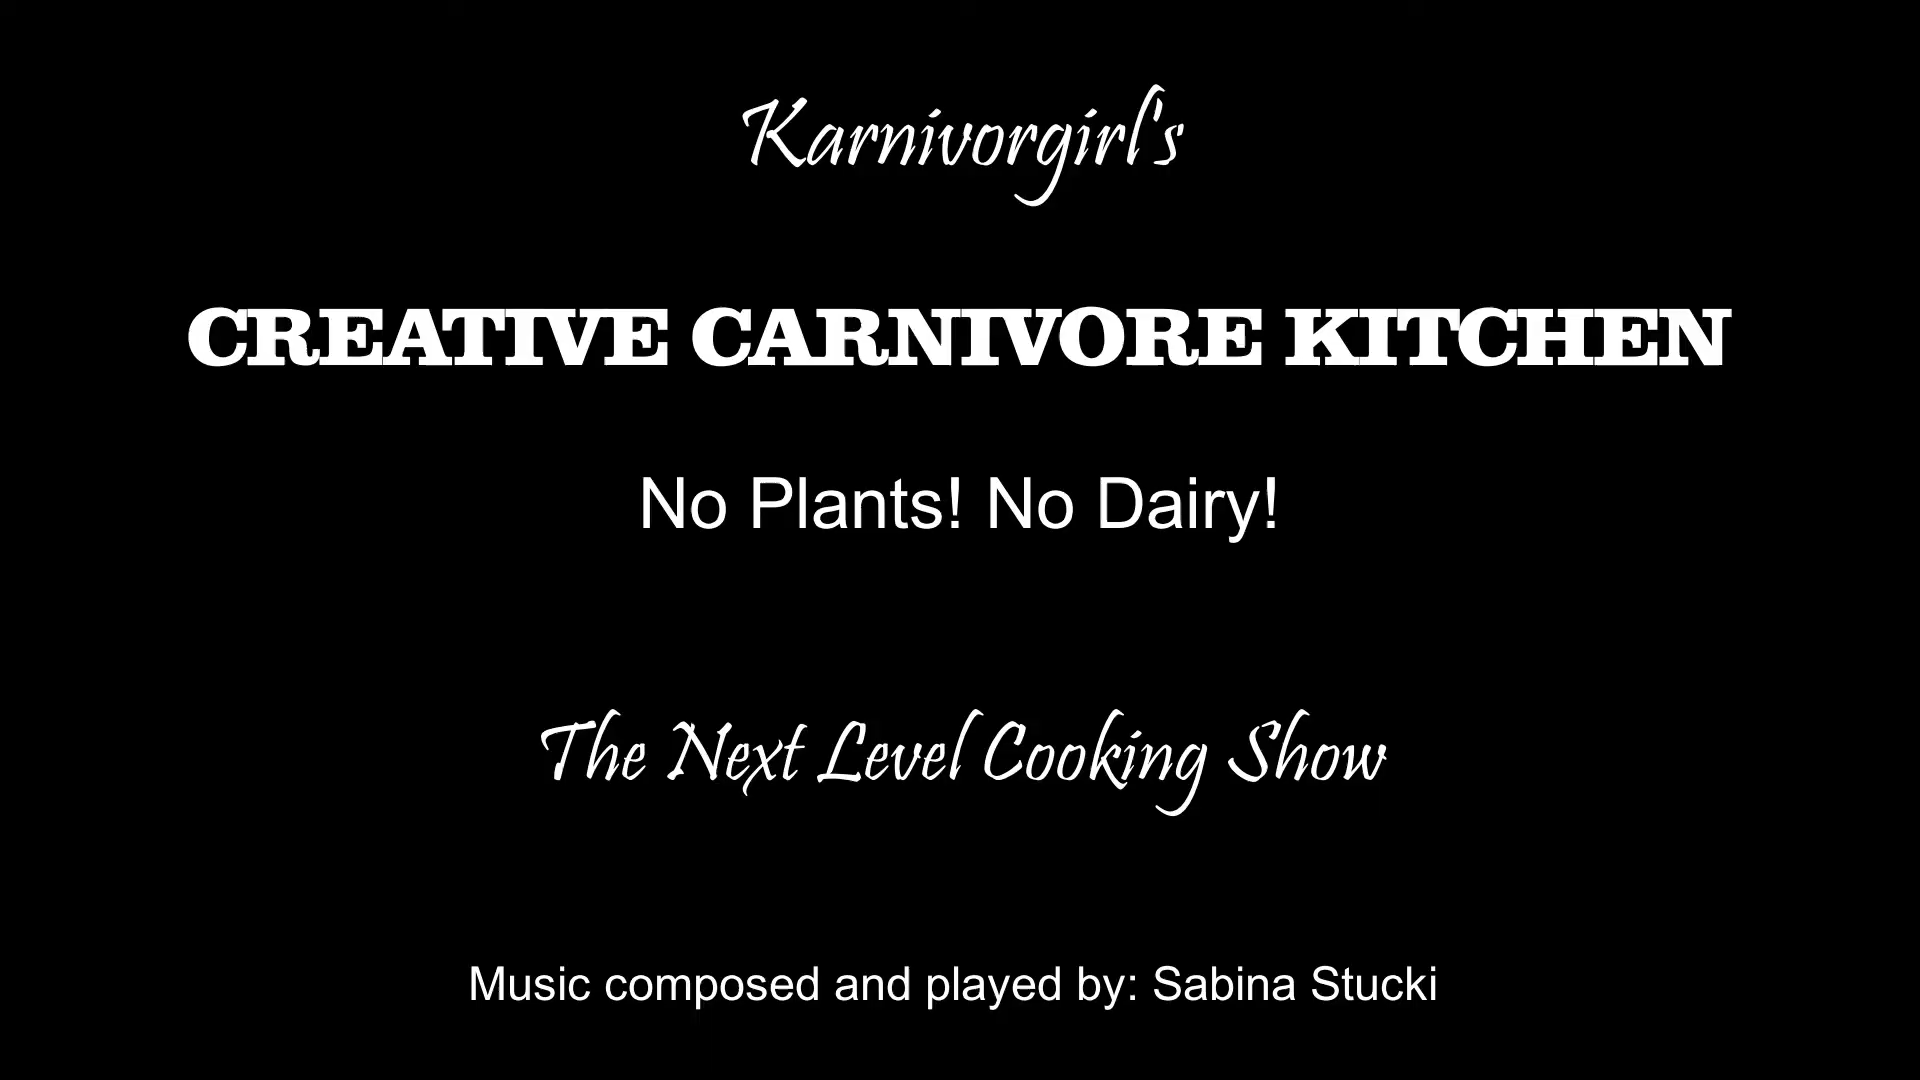 Karnivorgirl's
CREATIVE CARNIVORE KITCHEN
No Plants! No Dairy!
The Next Level Cooking Show
Music composed and played by: Sabina Stucki